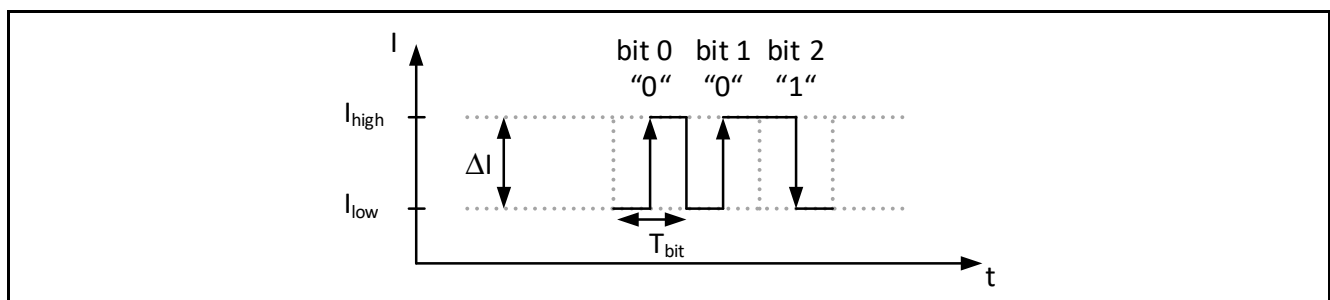 I
bit 0 bit 1 bit 2
“0“ “0“ “1“
Ihigh
ΔI
Ilow
Tbit
t